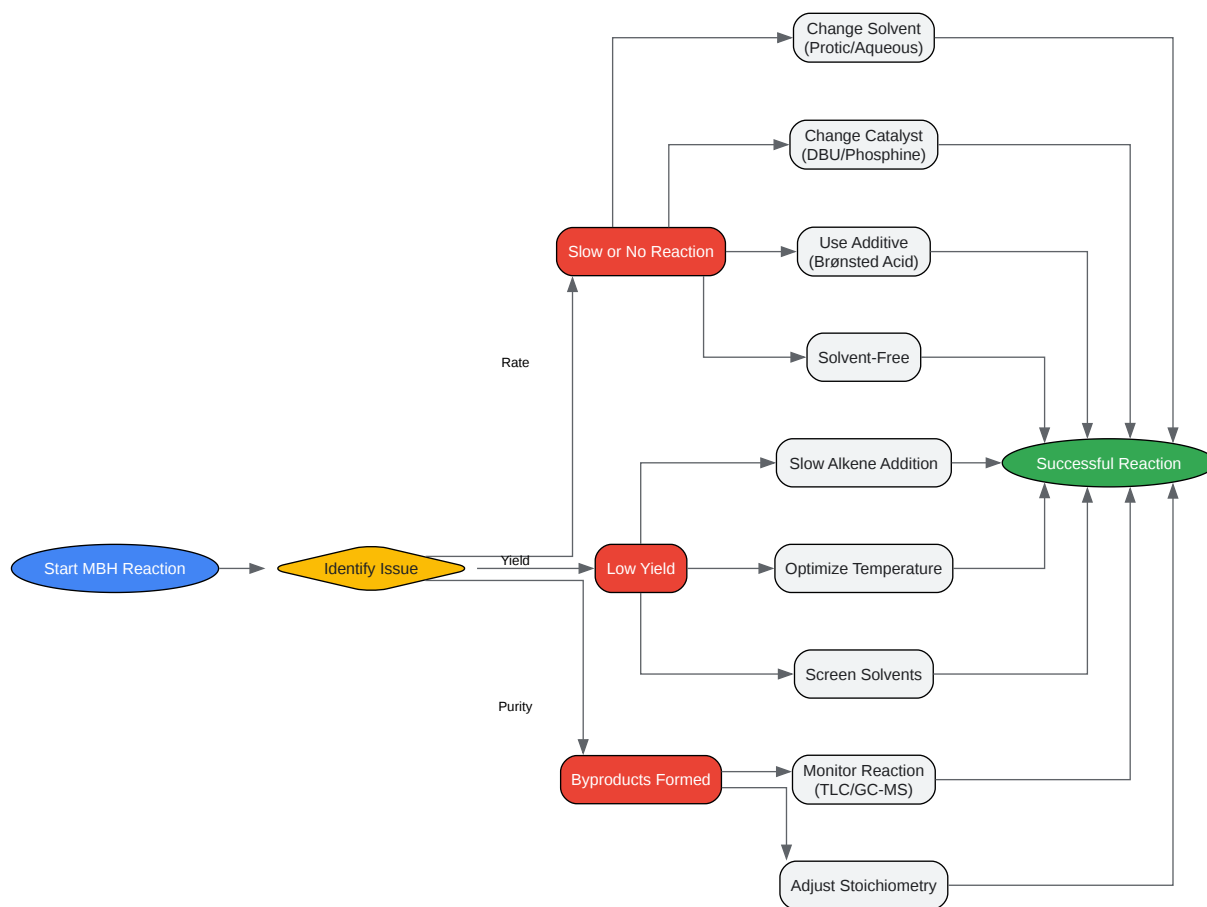 Change Solvent
(Protic/Aqueous)
Change Catalyst
(DBU/Phosphine)
Slow or No Reaction
Use Additive
(Brønsted Acid)
Rate
Solvent-Free
Slow Alkene Addition
Successful Reaction
Start MBH Reaction
Identify Issue
Yield
Low Yield
Optimize Temperature
Screen Solvents
Purity
Byproducts Formed
Monitor Reaction
(TLC/GC-MS)
Adjust Stoichiometry